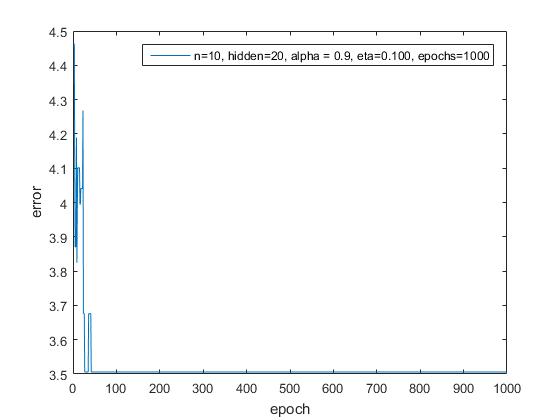 4.5
4.4
4.3
4.2
4.1
4
3.9
3.8
3.7
3.6
3.5
error
n=10, hidden=20, alpha = 0.9, eta=0.100, epochs=1000
0 100 200 300 400 500 600 700 800 900 1000
epoch